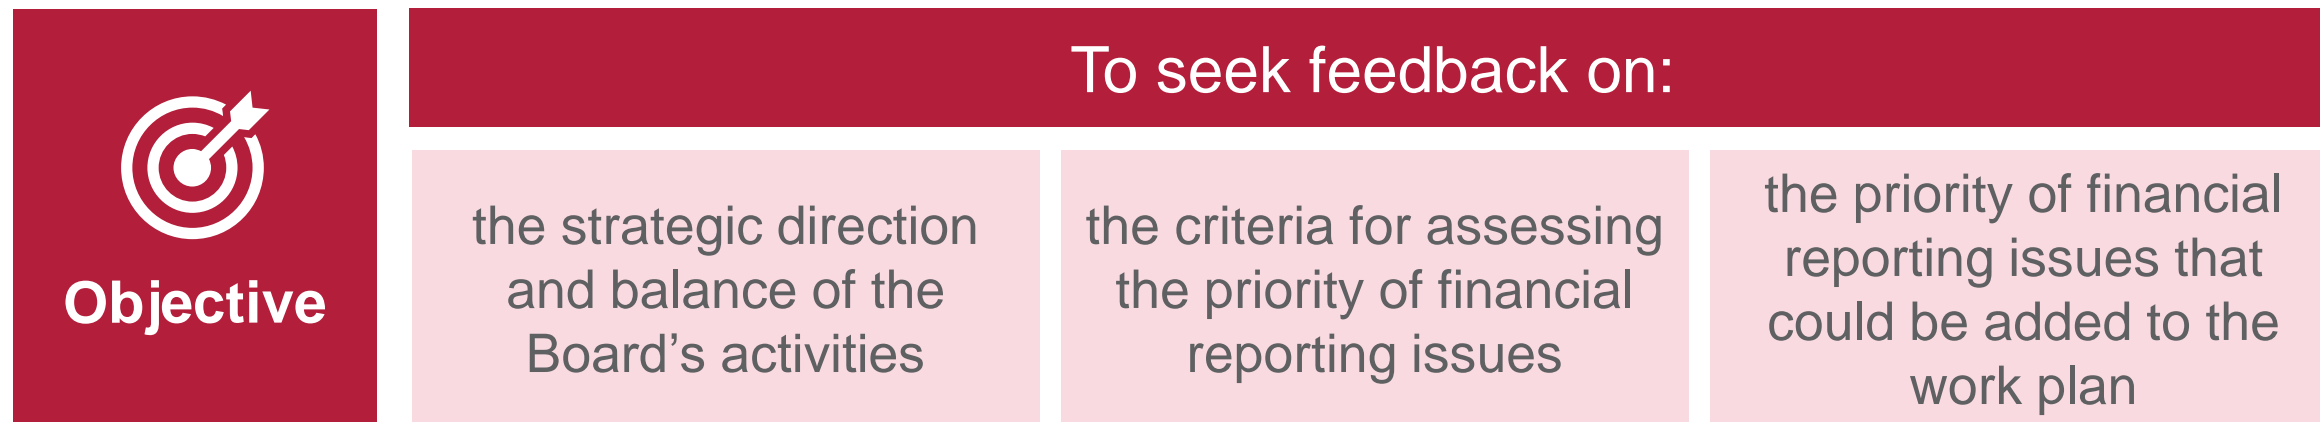 Objective
To seek feedback on:
the strategic direction
and balance of the
Board’s activities
the criteria for assessing
the priority of financial
reporting issues
the priority of financial
reporting issues that
could be added to the
work plan